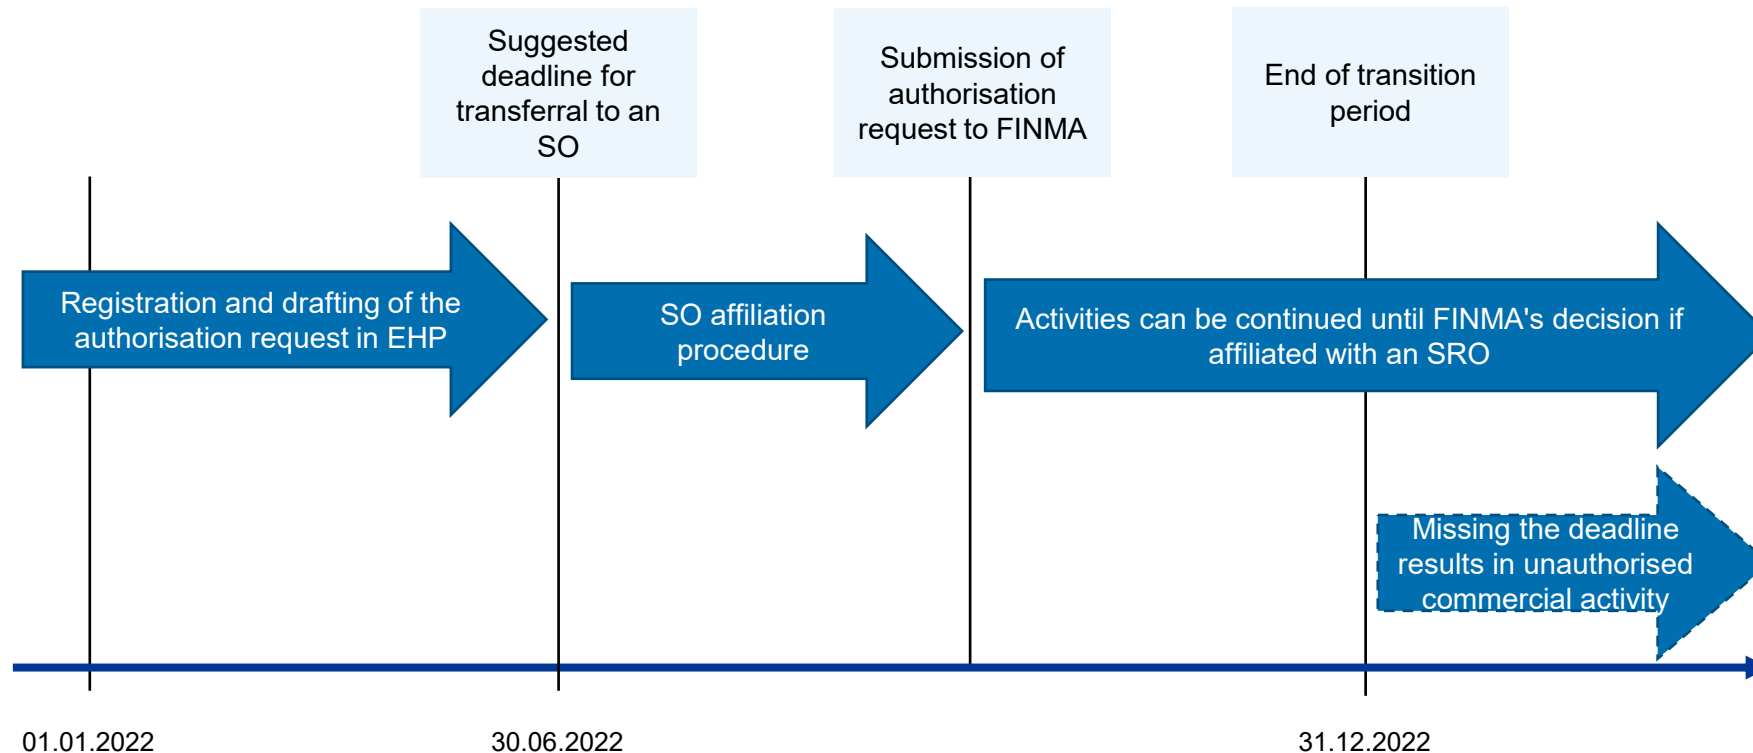 Suggested
deadline for
transferral to an
SO
Submission of
authorisation
request to FINMA
End of transition
period
Registration and drafting of the
authorisation request in EHP
SO affiliation
procedure
Activities can be continued until FINMA's decision if
affiliated with an SRO
Missing the deadline
results in unauthorised
commercial activity
01.01.2022
30.06.2022
31.12.2022